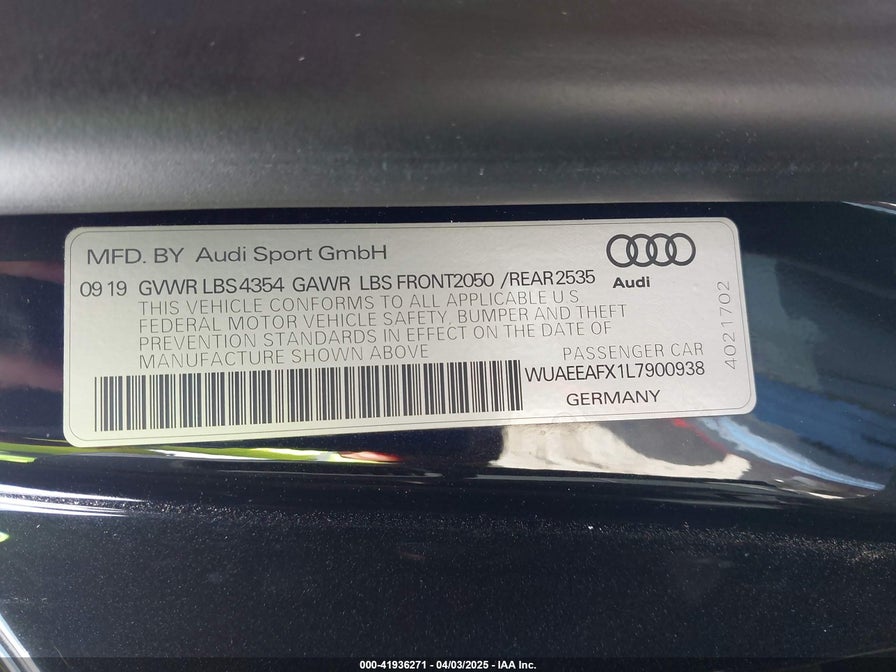 MFD. BY Audi Sport GmbH
09 19 GVWR LBS 4354 GAWR LBS FRONT2050 /REAR 2535
Audi
THIS VEHICLE CONFORMS TO ALL APPLICABLE U.S
FEDERAL MOTOR VEHICLE SAFETY, BUMPER AND THEFT
PREVENTION STANDARDS IN EFFECT ON THE DATE OF
MANUFACTURE SHOWN ABOVE
PASSENGER CAR
WUAEEAFX1L7900938
GERMANY
4021702
000-41936271 - 04/03/2025 - IAA Inc.